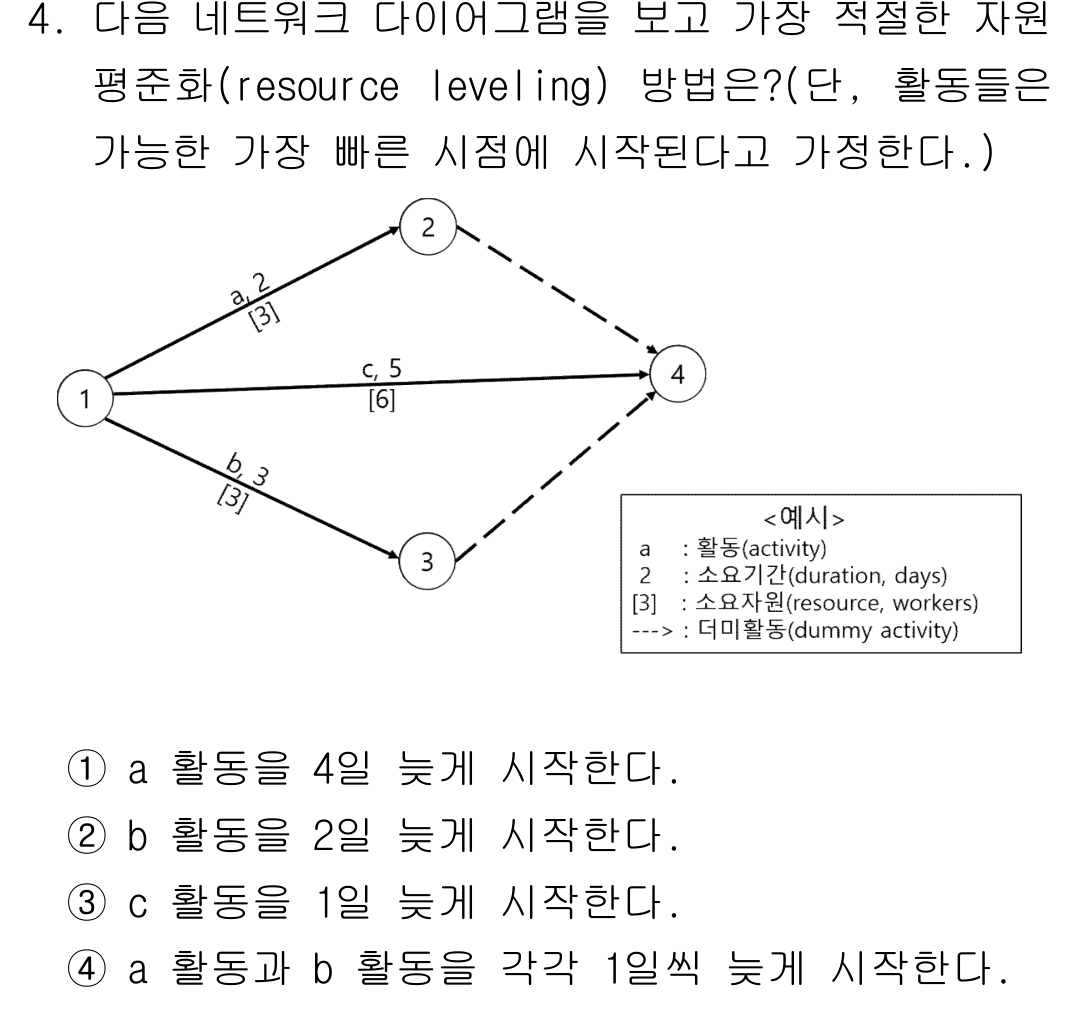 4. 다음 네트워크 다이어그램을 보고 가장 적절한 자원
평준화(resource leveling) 방법은?(단, 활동들은
가능한 가장 빠른 시점에 시작된다고 가정한다.)
2
a, 2
[3]
c, 5
[6]
4
1
b, 3
[3]
3
<예시>
a : 활동(activity)
2 : 소요기간(duration, days)
[3] : 소요자원(resource, workers)
---> : 더미활동(dummy activity)
① a 활동을 4일 늦게 시작한다.
② b 활동을 2일 늦게 시작한다.
③ c 활동을 1일 늦게 시작한다.
④ a 활동과 b 활동을 각각 1일씩 늦게 시작한다.